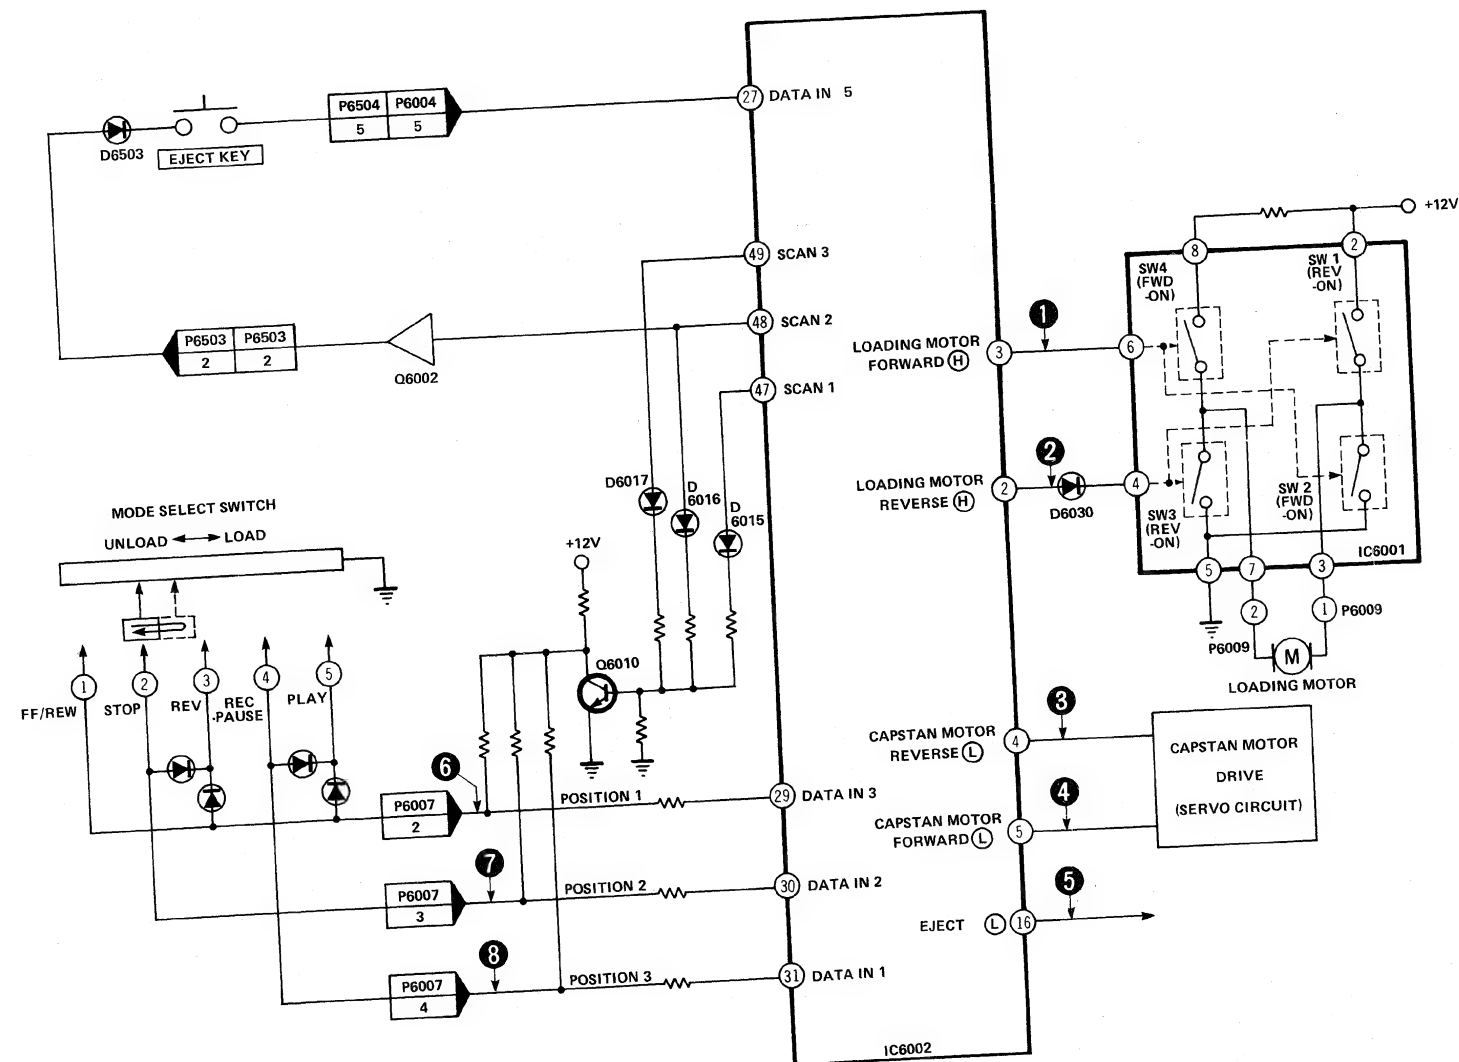 P6504 P6004
5 5
27 DATA IN 5
D6503
EJECT KEY
49 SCAN 3
48 SCAN 2
47 SCAN 1
P6503 P6503
2 2
Q6002
+12V
8
2
SW4
(FWD
-ON)
SW 1
(REV
-ON)
1
LOADING MOTOR
FORWARD H
3
6
2
LOADING MOTOR
REVERSE H
2
D6030
4
SW3
(REV
-ON)
SW 2
(FWD
-ON)
IC6001
5
7
3
2
1
P6009
P6009
M
LOADING MOTOR
D6017
D
6016
D
6015
MODE SELECT SWITCH
UNLOAD LOAD
+12V
Q6010
1
FF/REW
2
STOP
3
REV
4
REC
-PAUSE
5
PLAY
6
P6007
2
POSITION 1
29 DATA IN 3
7
P6007
3
POSITION 2
30 DATA IN 2
8
P6007
4
POSITION 3
31 DATA IN 1
3
CAPSTAN MOTOR
REVERSE L
4
4
CAPSTAN MOTOR
FORWARD L
5
CAPSTAN MOTOR
DRIVE
(SERVO CIRCUIT)
5
EJECT L 16
IC6002